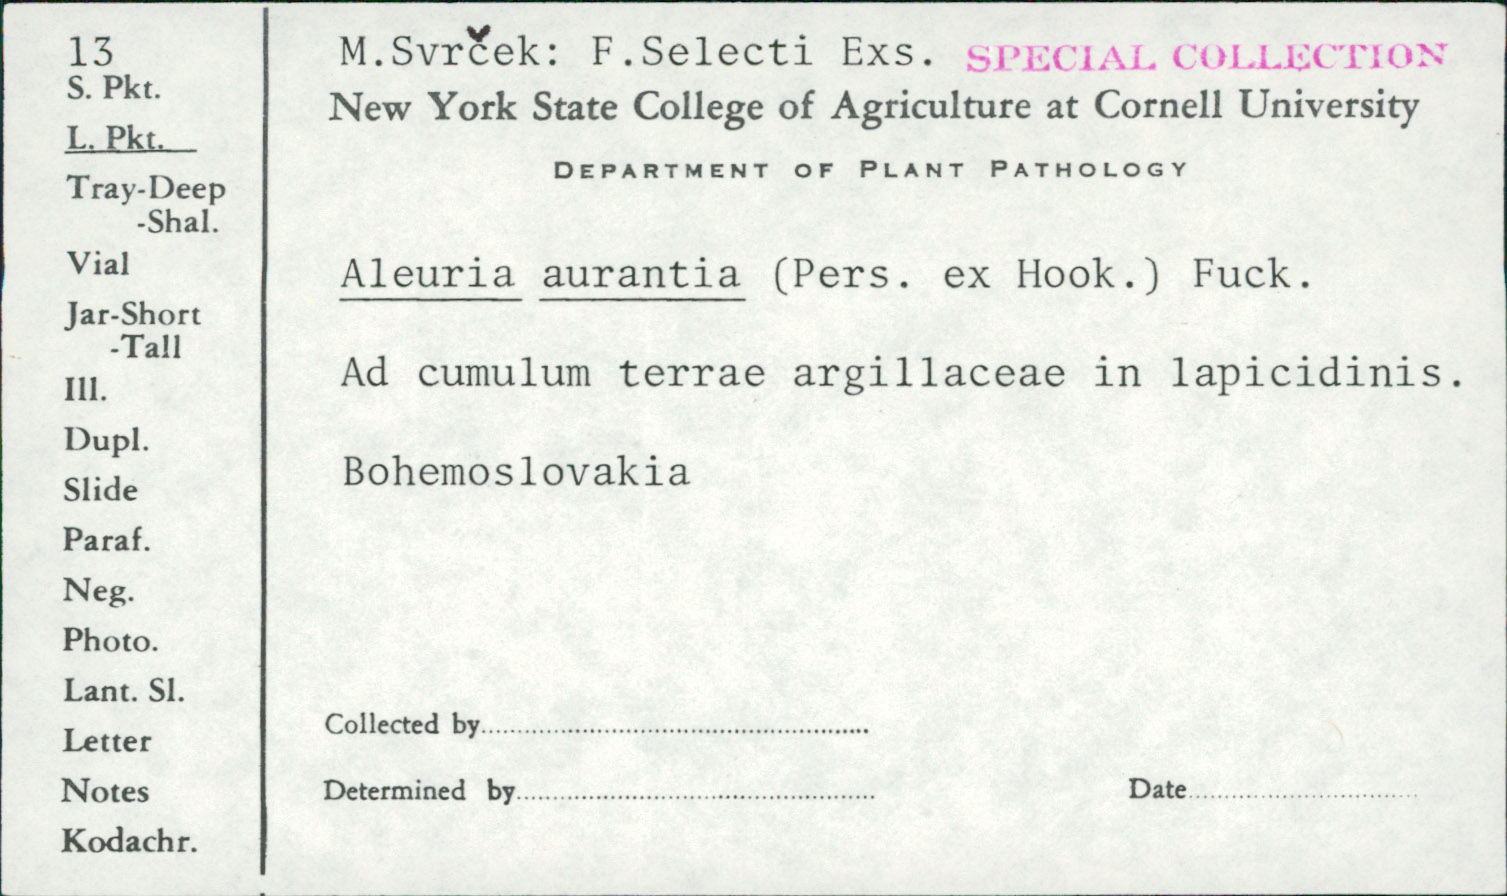 13
S. Pkt.
L. Pkt.
Tray-Deep
-Shal.
Vial
Jar-Short
-Tall
Ill.
Dupl.
Slide
Paraf.
Neg.
Photo.
Lant. Sl.
Letter
Notes
Kodachr.
M.Svrček: F.Selecti Exs. SPECIAL COLLECTION
New York State College of Agriculture at Cornell University
DEPARTMENT OF PLANT PATHOLOGY
Aleuria aurantia (Pers. ex Hook.) Fuck.
Ad cumulum terrae argillaceae in lapicidinis.
Bohemoslovakia
Collected by
Determined by Date